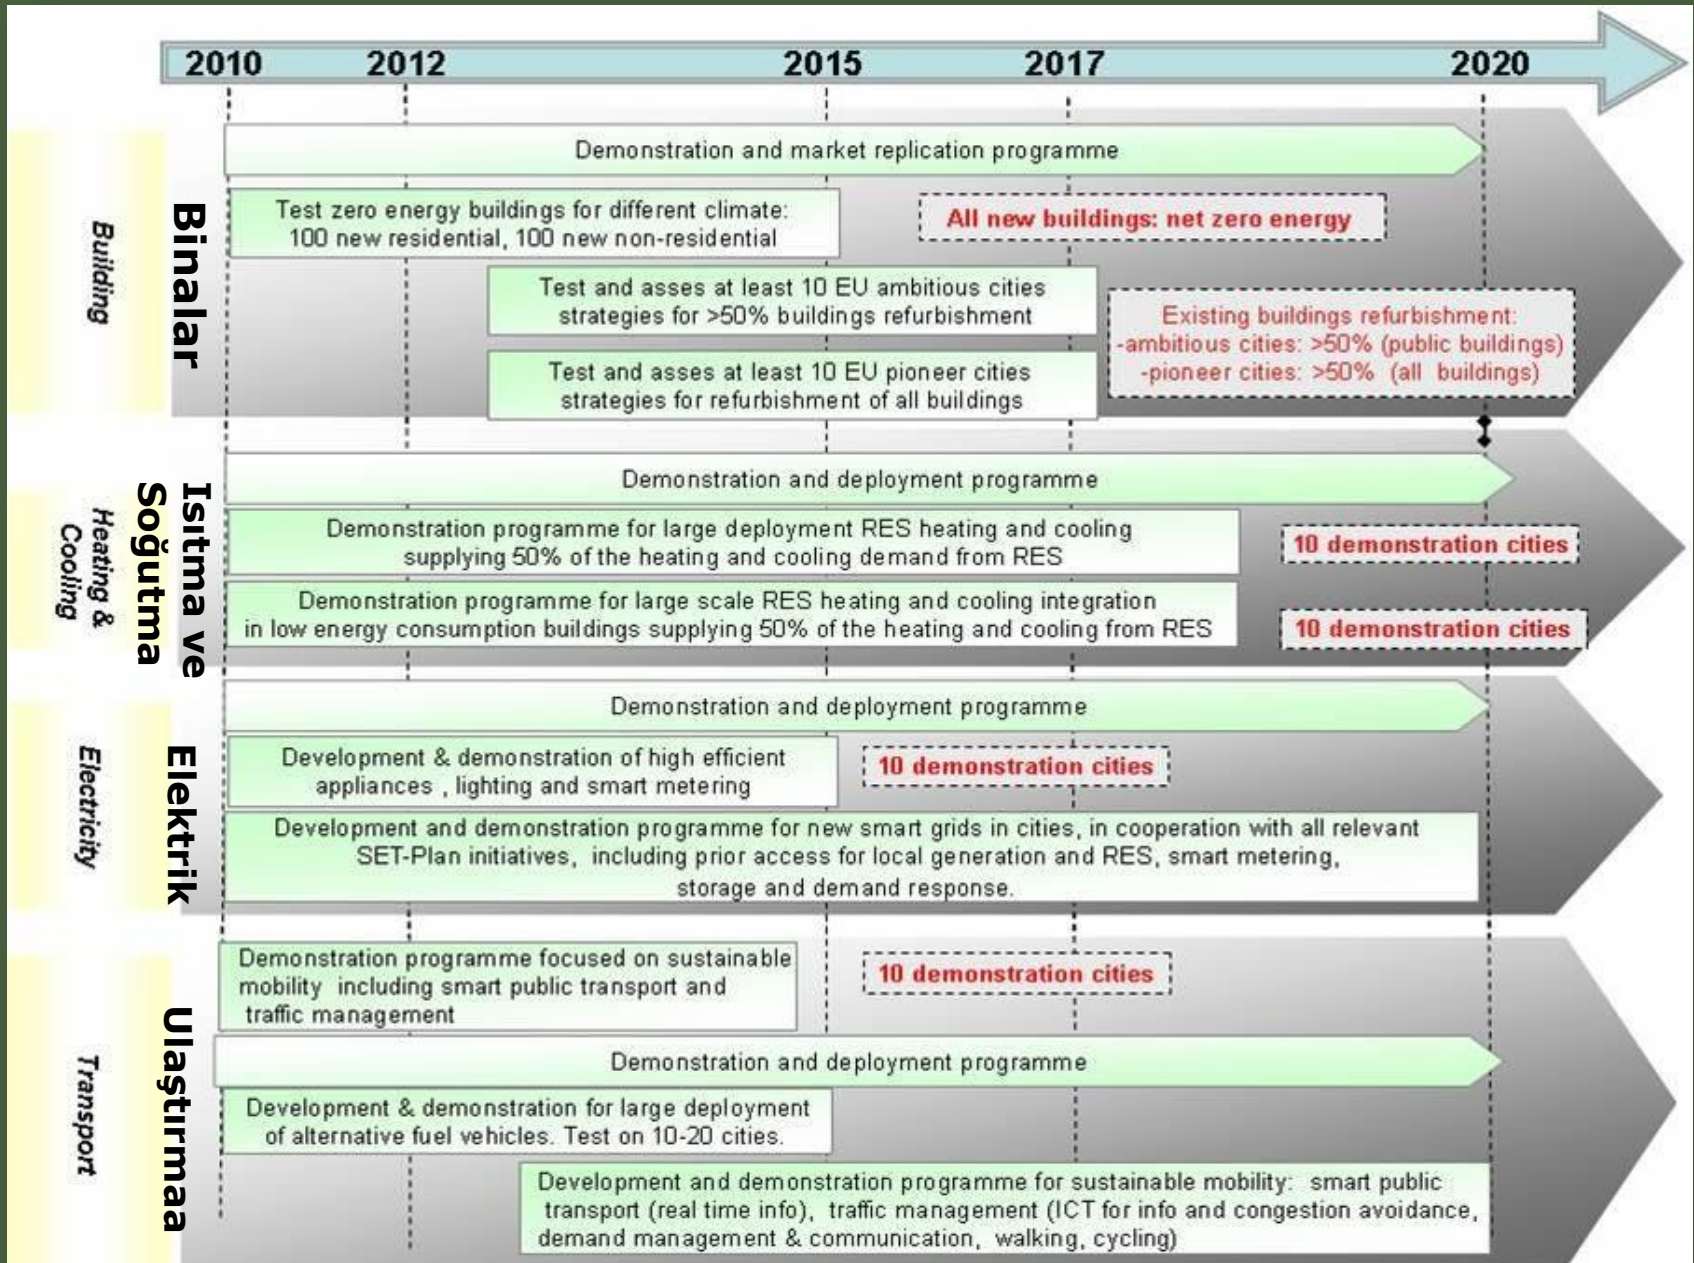 2010 2012 2015 2017 2020
Building
Binalar
Demonstration and market replication programme
Test zero energy buildings for different climate:
100 new residential, 100 new non-residential
All new buildings: net zero energy
Test and asses at least 10 EU ambitious cities
strategies for >50% buildings refurbishment
Existing buildings refurbishment:
-ambitious cities: >50% (public buildings)
-pioneer cities: >50% (all buildings)
Test and asses at least 10 EU pioneer cities
strategies for refurbishment of all buildings
Heating &
Cooling
Isıtma ve
Soğutma
Demonstration and deployment programme
Demonstration programme for large deployment RES heating and cooling
supplying 50% of the heating and cooling demand from RES
10 demonstration cities
Demonstration programme for large scale RES heating and cooling integration
in low energy consumption buildings supplying 50% of the heating and cooling from RES
10 demonstration cities
Electricity
Elektrik
Demonstration and deployment programme
Development & demonstration of high efficient
appliances , lighting and smart metering
10 demonstration cities
Development and demonstration programme for new smart grids in cities, in cooperation with all relevant
SET-Plan initiatives, including prior access for local generation and RES, smart metering,
storage and demand response.
Transport
Ulaştırmaa
Demonstration programme focused on sustainable
mobility including smart public transport and
traffic management
10 demonstration cities
Demonstration and deployment programme
Development & demonstration for large deployment
of alternative fuel vehicles. Test on 10-20 cities.
Development and demonstration programme for sustainable mobility: smart public
transport (real time info), traffic management (ICT for info and congestion avoidance,
demand management & communication, walking, cycling)